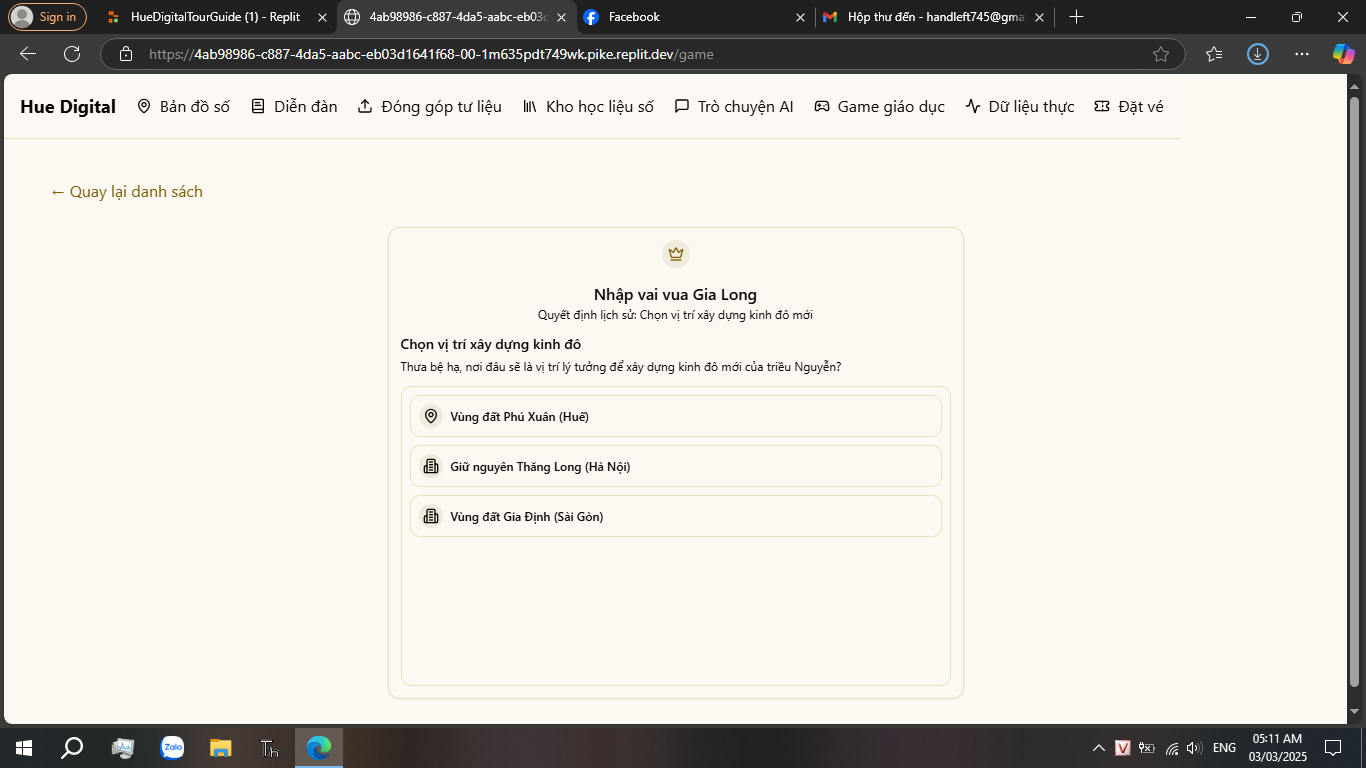 Sign in
HueDigitalTourGuide (1) - Replit
4ab98986-c887-4da5-aabc-eb03d
Facebook
Hộp thư đến - handleft745@gmai
https://4ab98986-c887-4da5-aabc-eb03d1641f68-00-1m635pdt749wk.pike.replit.dev/game
Hue Digital
Bản đồ số
Diễn đàn
Đóng góp tư liệu
Kho học liệu số
Trò chuyện AI
Game giáo dục
Dữ liệu thực
Đặt vé
← Quay lại danh sách
Nhập vai vua Gia Long
Quyết định lịch sử: Chọn vị trí xây dựng kinh đô mới
Chọn vị trí xây dựng kinh đô
Thưa bệ hạ, nơi đâu sẽ là vị trí lý tưởng để xây dựng kinh đô mới của triều Nguyễn?
Vùng đất Phú Xuân (Huế)
Giữ nguyên Thăng Long (Hà Nội)
Vùng đất Gia Định (Sài Gòn)
Zalo
Th
V
ENG
05:11 AM
03/03/2025